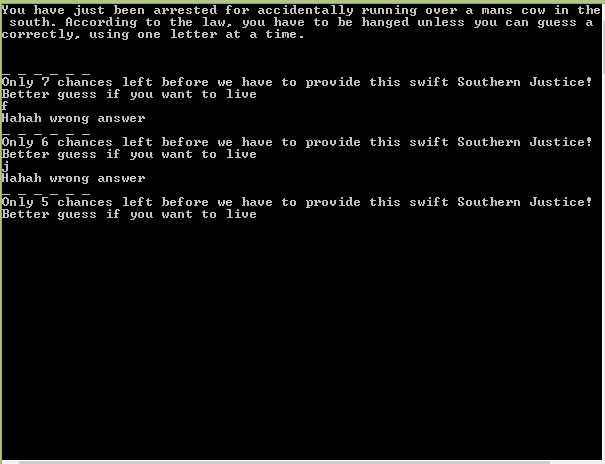 You have just been arrested for accidentally running over a mans cow in the
south. According to the law, you have to be hanged unless you can guess a
correctly, using one letter at a time.
_ _ _ _ _ _
Only 7 chances left before we have to provide this swift Southern Justice!
Better guess if you want to live
f
Hahah wrong answer
_ _ _ _ _ _
Only 6 chances left before we have to provide this swift Southern Justice!
Better guess if you want to live
j
Hahah wrong answer
_ _ _ _ _ _
Only 5 chances left before we have to provide this swift Southern Justice!
Better guess if you want to live